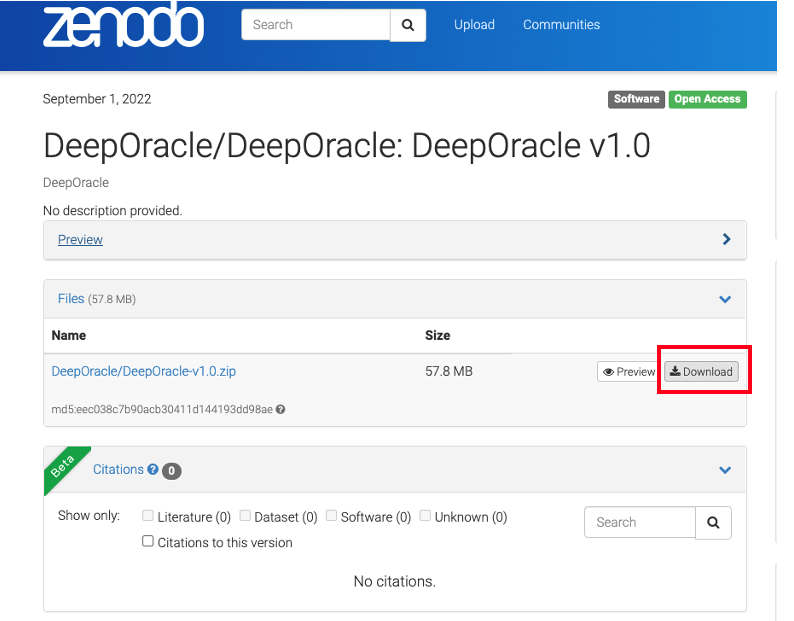 zenodo Search Upload Communities
September 1, 2022 Software Open Access
DeepOracle/DeepOracle: DeepOracle v1.0
DeepOracle
No description provided.
Preview
Files (57.8 MB)
Name Size
DeepOracle/DeepOracle-v1.0.zip 57.8 MB Preview Download
md5:eec038c7b90acb30411d144193dd98ae ?
Beta Citations ? 0
Show only: Literature (0) Dataset (0) Software (0) Unknown (0) Search
Citations to this version
No citations.